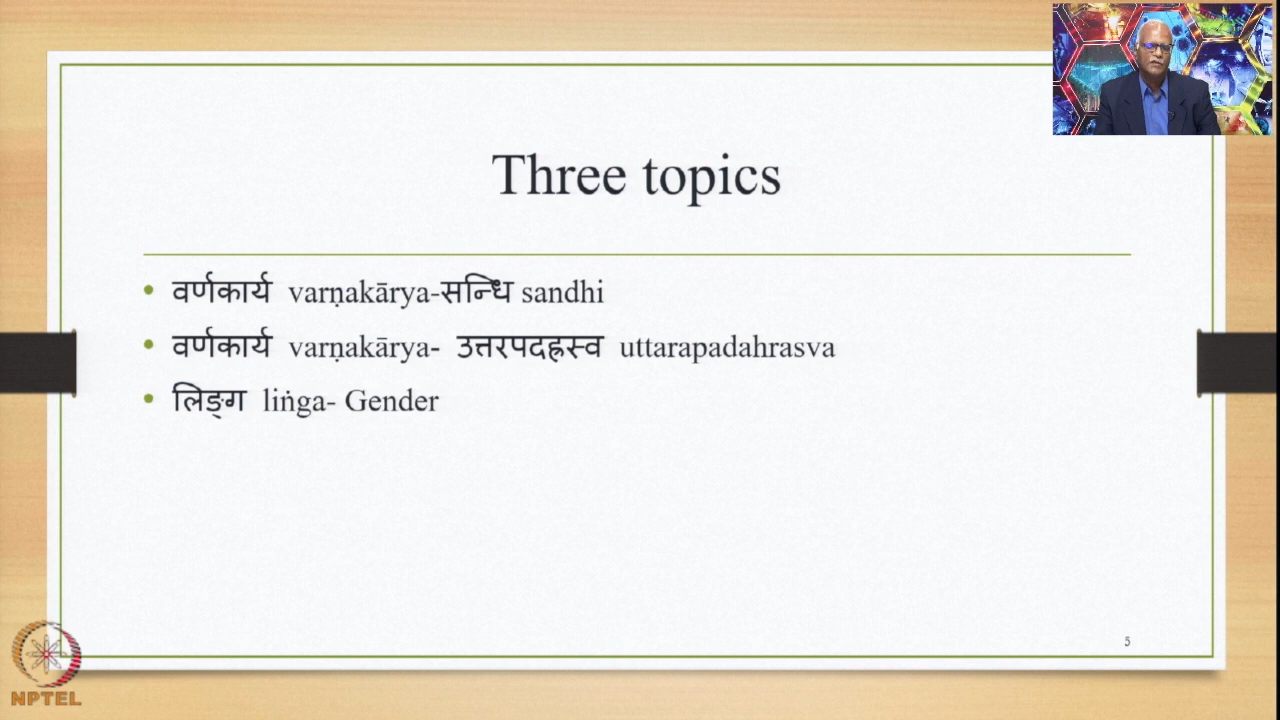 Three topics
• वर्णकार्य varṇakārya-सन्धि sandhi
• वर्णकार्य varṇakārya- उत्तरपदह्रस्व uttarapadahrasva
• लिङ्ग liṅga- Gender
5
NPTEL